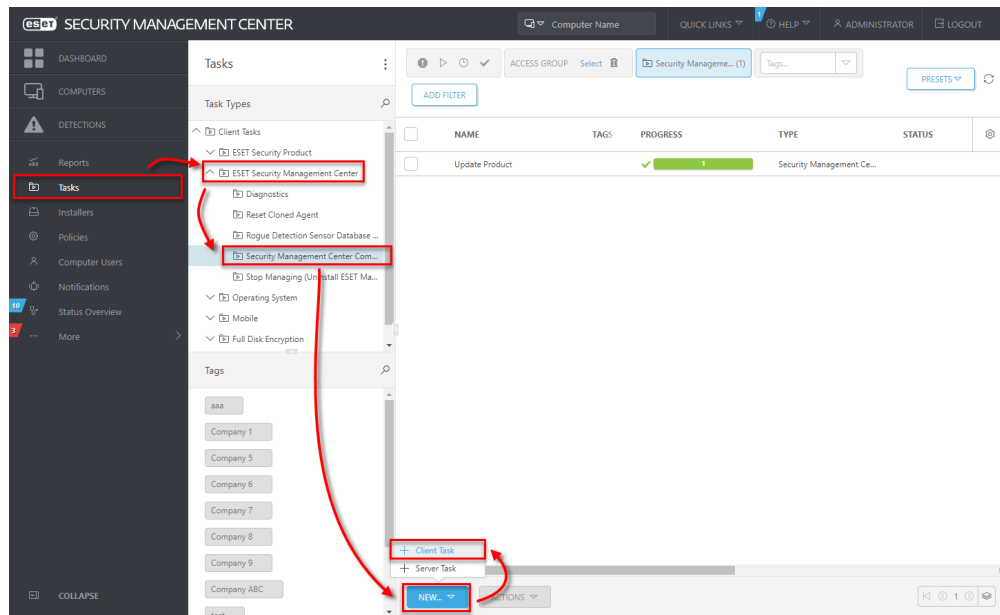 eset SECURITY MANAGEMENT CENTER
Computer Name
QUICK LINKS
1
HELP
ADMINISTRATOR
LOGOUT
DASHBOARD
COMPUTERS
DETECTIONS
Reports
Tasks
Installers
Policies
Computer Users
Notifications
10
Status Overview
3
More
COLLAPSE
Tasks
Task Types
Client Tasks
ESET Security Product
ESET Security Management Center
Diagnostics
Reset Cloned Agent
Rogue Detection Sensor Database ...
Security Management Center Com...
Stop Managing (Uninstall ESET Ma...
Operating System
Mobile
Full Disk Encryption
Tags
aaa
Company 1
Company 5
Company 6
Company 7
Company 8
Company 9
Company ABC
test
ACCESS GROUP Select
Security Manageme... (1)
Tags...
PRESETS
ADD FILTER
NAME TAGS PROGRESS TYPE STATUS
Update Product 1 Security Management Ce...
Client Task
Server Task
NEW...
ACTIONS
1